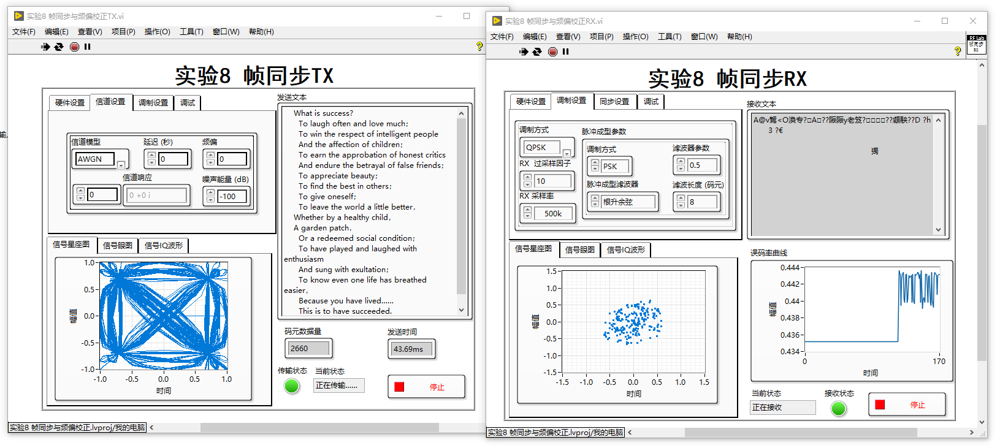 实验8 帧同步与频偏校正TX.vi
文件(F) 编辑(E) 查看(V) 项目(P) 操作(O) 工具(T) 窗口(W) 帮助(H)
实验8 帧同步TX
硬件设置 信道设置 调制设置 调试
信道模型 延迟 (秒) 频偏
AWGN 0 0
信道响应 噪声能量 (dB)
0 0 +0 i -100
发送文本
What is success?
To laugh often and love much;
To win the respect of intelligent people
And the affection of children;
To earn the approbation of honest critics
And endure the betrayal of false friends;
To appreciate beauty;
To find the best in others;
To give oneself;
To leave the world a little better,
Whether by a healthy child,
A garden patch,
Or a redeemed social condition;
To have played and laughed with
enthusiasm
And sung with exultation;
To know even one life has breathed
easier,
Because you have lived......
This is to have succeeded.
信号星座图 信号眼图 信号IQ波形
幅值
1.0
0.5
0.0
-0.5
-1.0
-1.0 -0.5 0.0 0.5 1.0
时间
码元数据量 发送时间
2660 43.69ms
传输状态 当前状态
正在传输...... 停止
实验8 帧同步与频偏校正.lvproj/我的电脑
实验8 帧同步与频偏校正RX.vi
文件(F) 编辑(E) 查看(V) 项目(P) 操作(O) 工具(T) 窗口(W) 帮助(H)
RF Lab
帧同步
RX
实验8 帧同步RX
硬件设置 调制设置 同步设置 调试
调制方式 脉冲成型参数
QPSK 调制方式 滤波器参数
PSK 0.5
RX 过采样因子
10 脉冲成型滤波器 滤波长度 (码元)
RX 采样率 根升余弦 8
500k
接收文本
3 ?€
信号星座图 信号眼图 信号IQ波形
幅值
1.5
1.0
0.5
0.0
-0.5
-1.0
-1.5
-1.5 -1.0 -0.5 0.0 0.5 1.0 1.5
时间
误码率曲线
幅值
0.444
0.442
0.44
0.438
0.436
0.434
0 170
时间
当前状态 接收状态
正在接收 停止
实验8 帧同步与频偏校正.lvproj/我的电脑